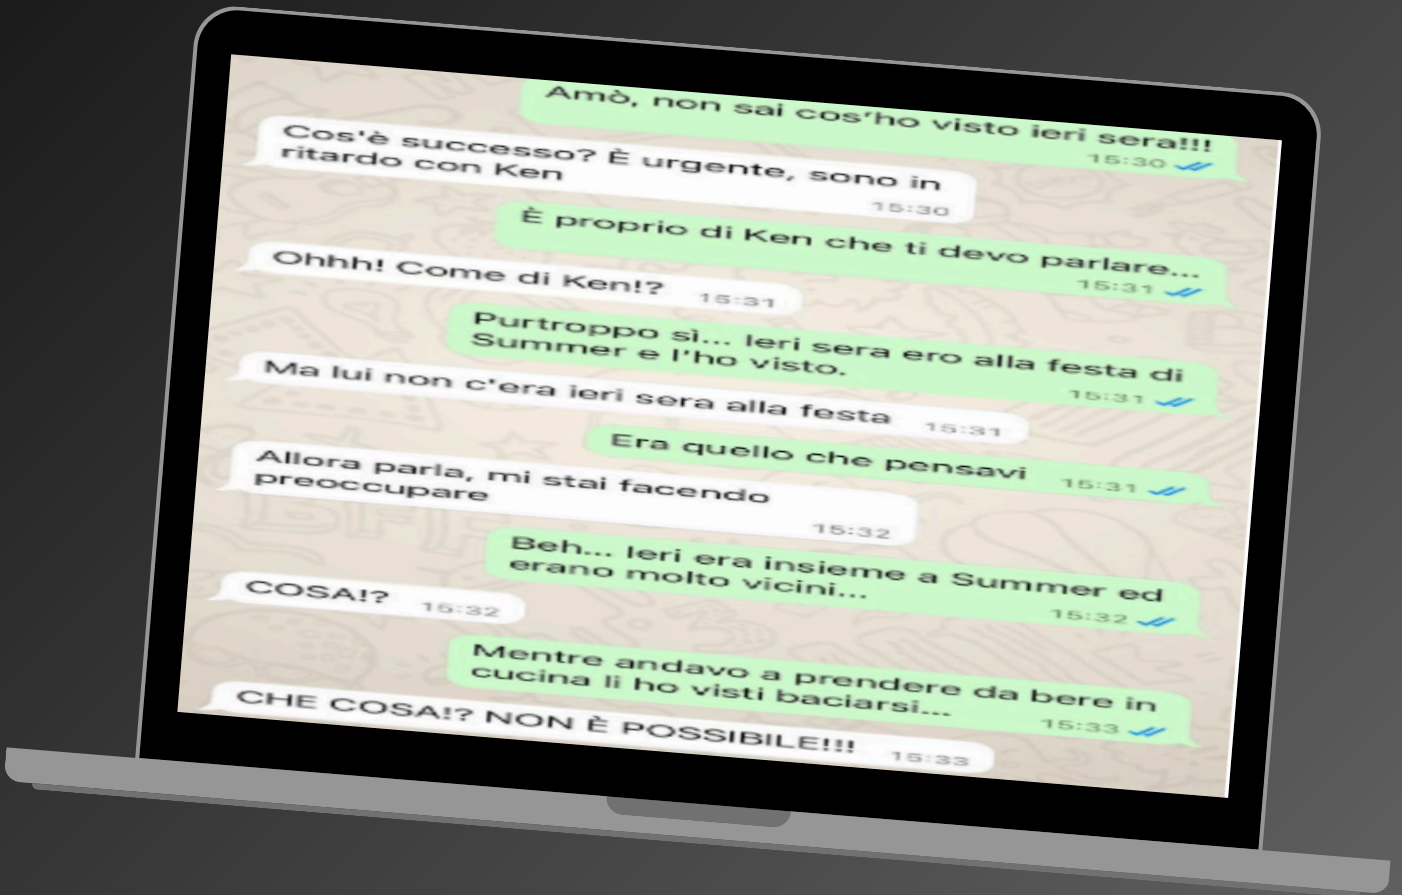 Amò, non sai cos'ho visto ieri sera!!!
15:30
Cos'è successo? È urgente, sono in
ritardo con Ken
15:30
È proprio di Ken che ti devo parlare...
15:31
Ohhh! Come di Ken!? 15:31
Purtroppo sì... Ieri sera ero alla festa di
Summer e l'ho visto.
15:31
Ma lui non c'era ieri sera alla festa 15:31
Era quello che pensavi 15:31
Allora parla, mi stai facendo
preoccupare
15:32
Beh... Ieri era insieme a Summer ed
erano molto vicini...
15:32
COSA!? 15:32
Mentre andavo a prendere da bere in
cucina li ho visti baciarsi...
15:33
CHE COSA!? NON È POSSIBILE!!! 15:33